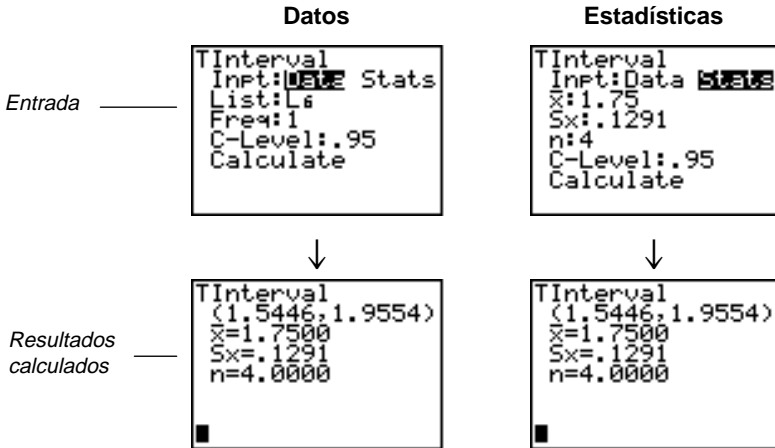 Datos
Estadísticas
Entrada
TInterval
Inpt:Data Stats
List:L6
Freq:1
C-Level:.95
Calculate
TInterval
Inpt:Data Stats
x̄:1.75
Sx:.1291
n:4
C-Level:.95
Calculate
↓
↓
Resultados
calculados
TInterval
(1.5446,1.9554)
x̄=1.7500
Sx=.1291
n=4.0000
TInterval
(1.5446,1.9554)
x̄=1.7500
Sx=.1291
n=4.0000